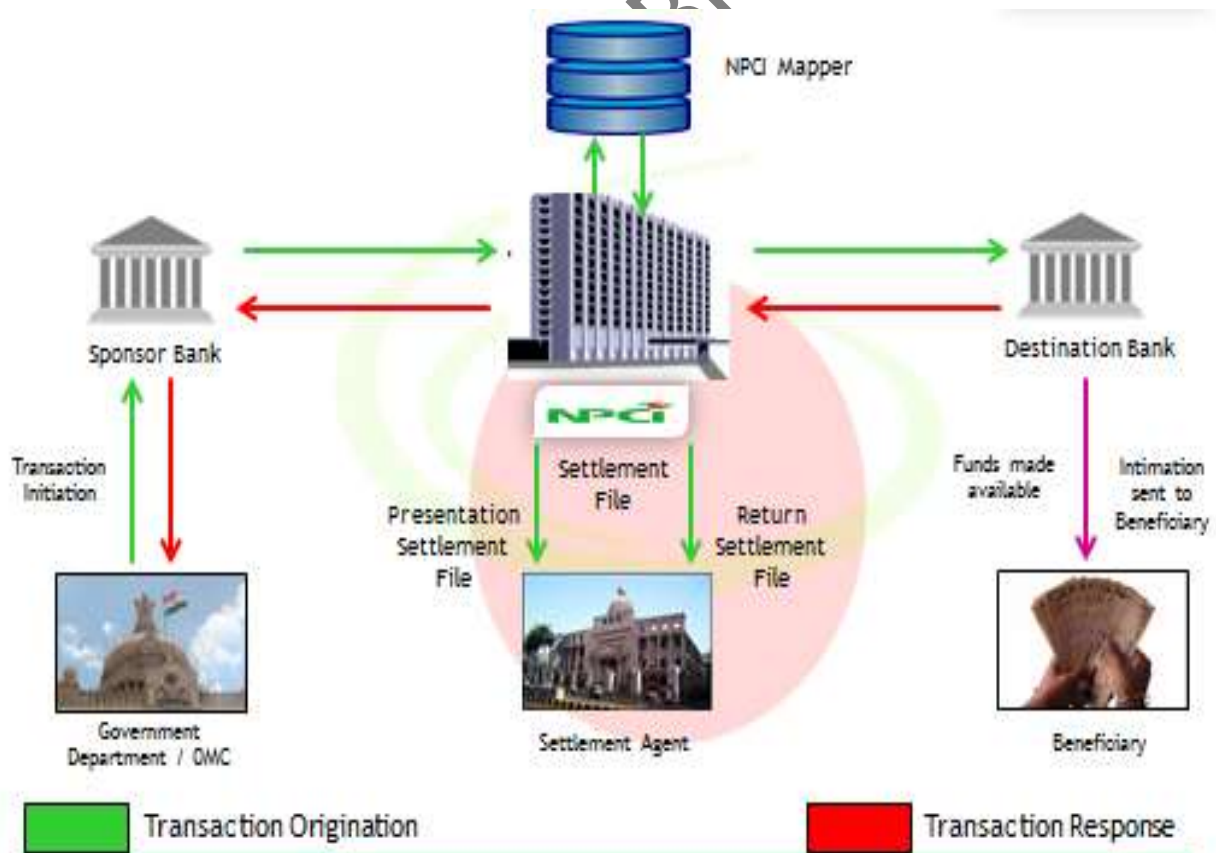 NPCI Mapper
Sponsor Bank
Destination Bank
NPCI
Transaction
Initiation
Settlement
File
Presentation
Settlement
File
Return
Settlement
File
Funds made
available
Intimation
sent to
Beneficiary
Government
Department / OMC
Settlement Agent
Beneficiary
Transaction Origination
Transaction Response